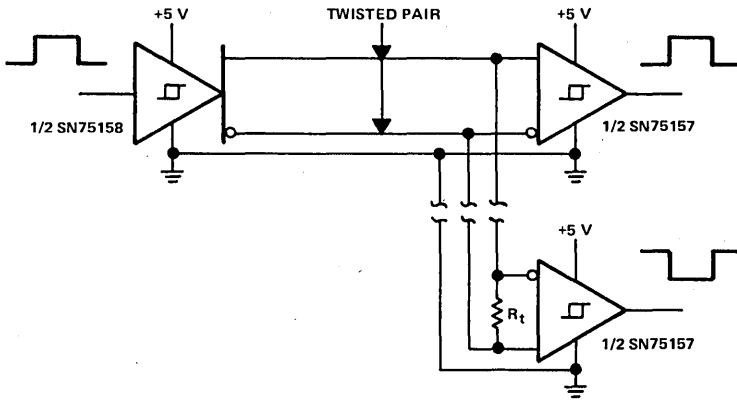 +5 V
TWISTED PAIR
+5 V
1/2 SN75158
1/2 SN75157
+5 V
Rt
1/2 SN75157